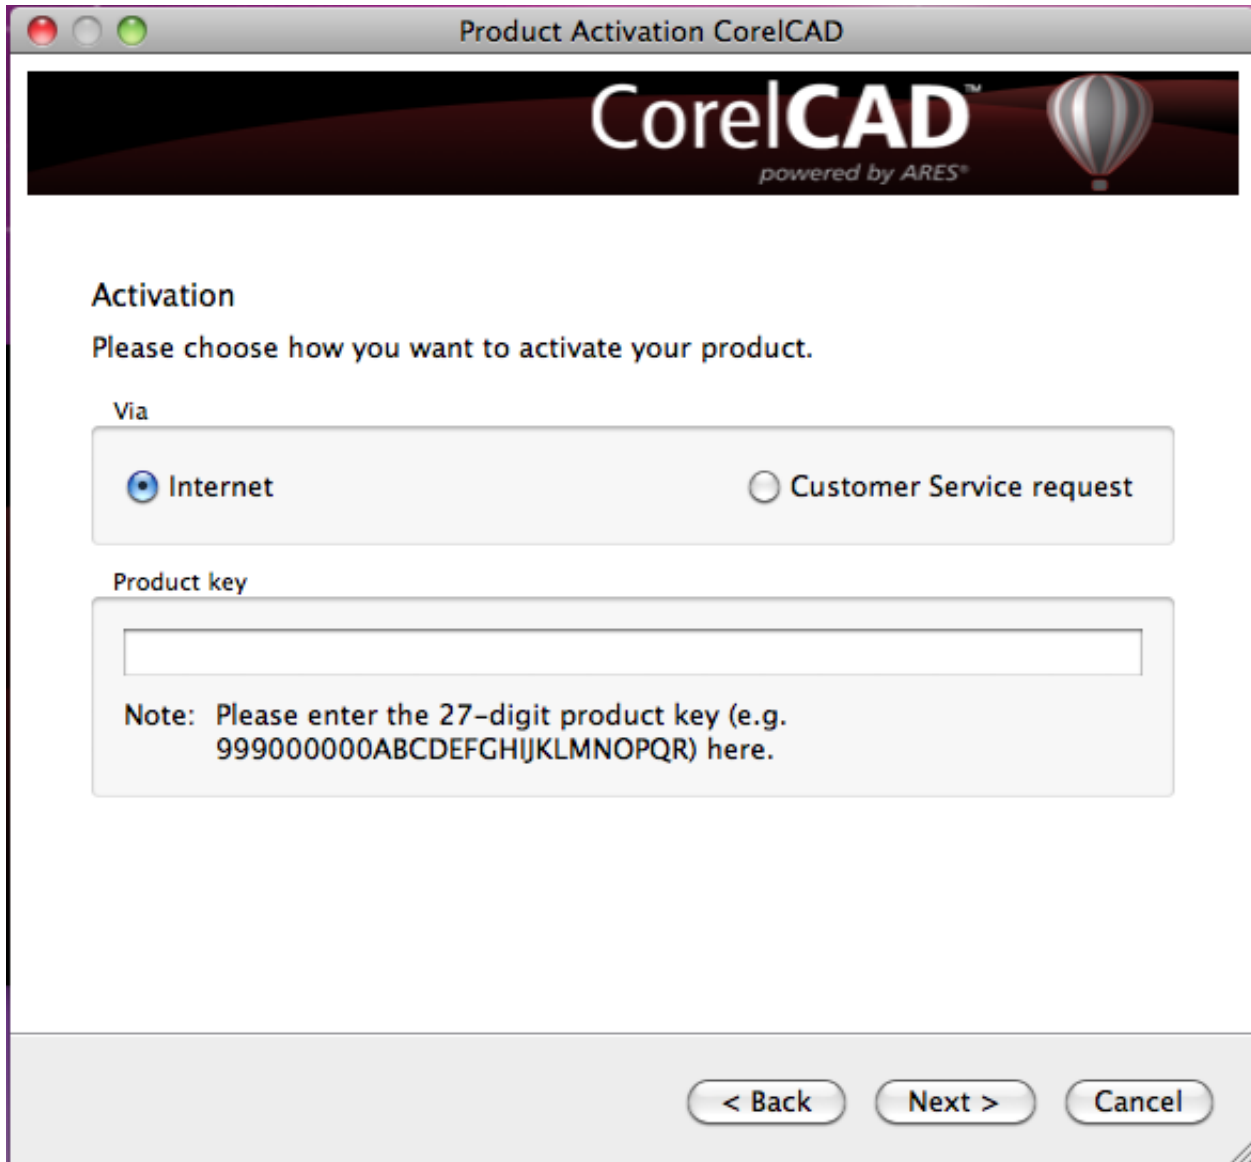 Product Activation CorelCAD
CorelCAD™
powered by ARES®
Activation
Please choose how you want to activate your product.
Via
Internet
Customer Service request
Product key
Note: Please enter the 27-digit product key (e.g.
999000000ABCDEFGHIJKLMNOPQR) here.
< Back
Next >
Cancel